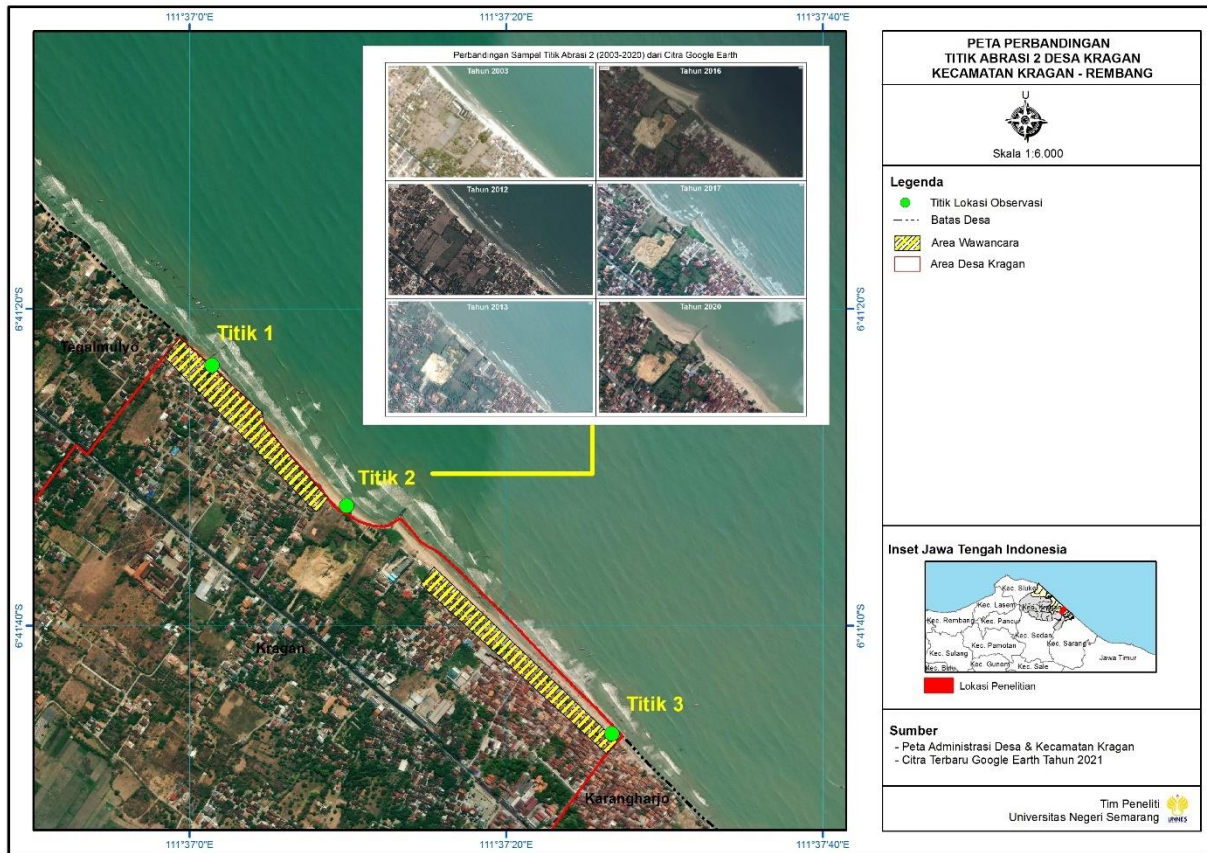 111°37'0"E
111°37'20"E
111°37'40"E
6°41'20"S
6°41'40"S
Perbandingan Sampel Titik Abrasi 2 (2003-2020) dari Citra Google Earth
Tahun 2003
Tahun 2016
Tahun 2012
Tahun 2017
Tahun 2013
Tahun 2020
Titik 1
Tegalmulyo
Titik 2
Kragan
Titik 3
Karangharjo
6°41'20"S
6°41'40"S
111°37'0"E
111°37'20"E
111°37'40"E
PETA PERBANDINGAN
TITIK ABRASI 2 DESA KRAGAN
KECAMATAN KRAGAN - REMBANG
U
Skala 1:6.000
Legenda
Titik Lokasi Observasi
Batas Desa
Area Wawancara
Area Desa Kragan
Inset Jawa Tengah Indonesia
Kec. Sluke
Kec. Lasem
Kec. Rembang
Kec. Pancur
Kec. Sedan
Kec. Sarang
Kec. Sulang
Kec. Pamotan
Jawa Timur
Kec. Gunem
Kec. Sale
Lokasi Penelitian
Sumber
- Peta Administrasi Desa & Kecamatan Kragan
- Citra Terbaru Google Earth Tahun 2021
Tim Peneliti
Universitas Negeri Semarang
UNNES